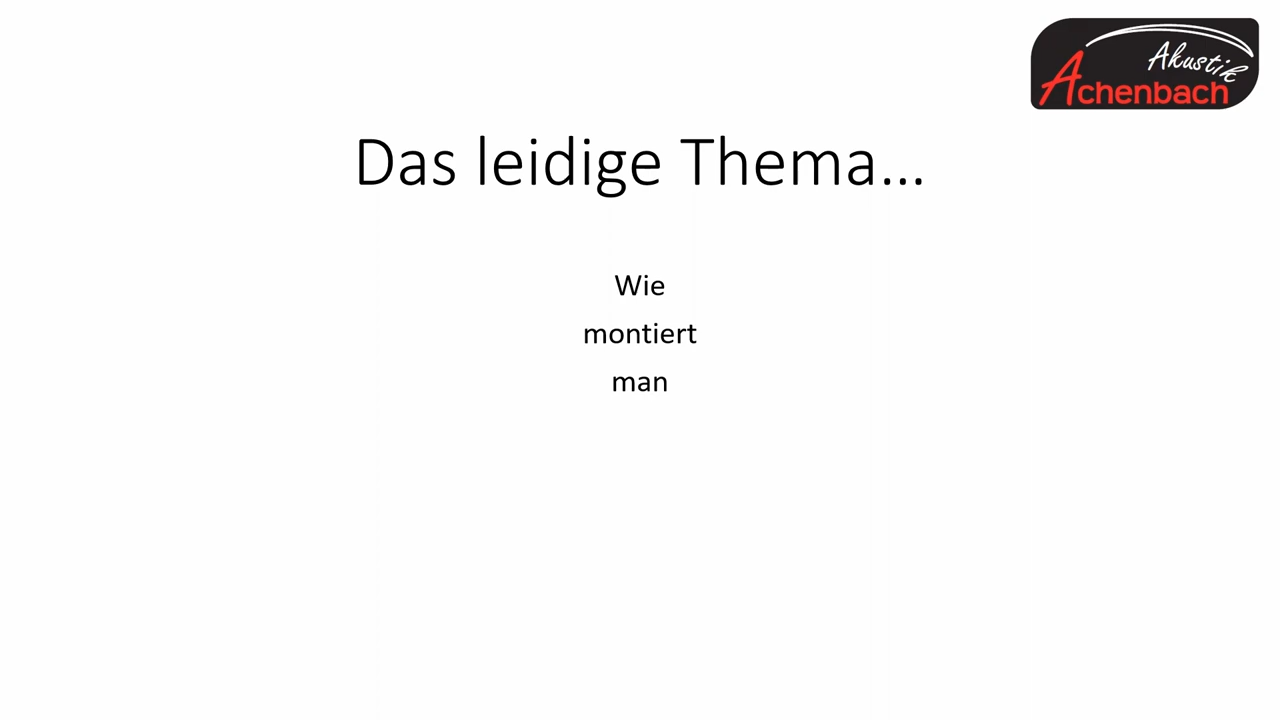 Akustik
Achenbach
Das leidige Thema...
Wie
montiert
man